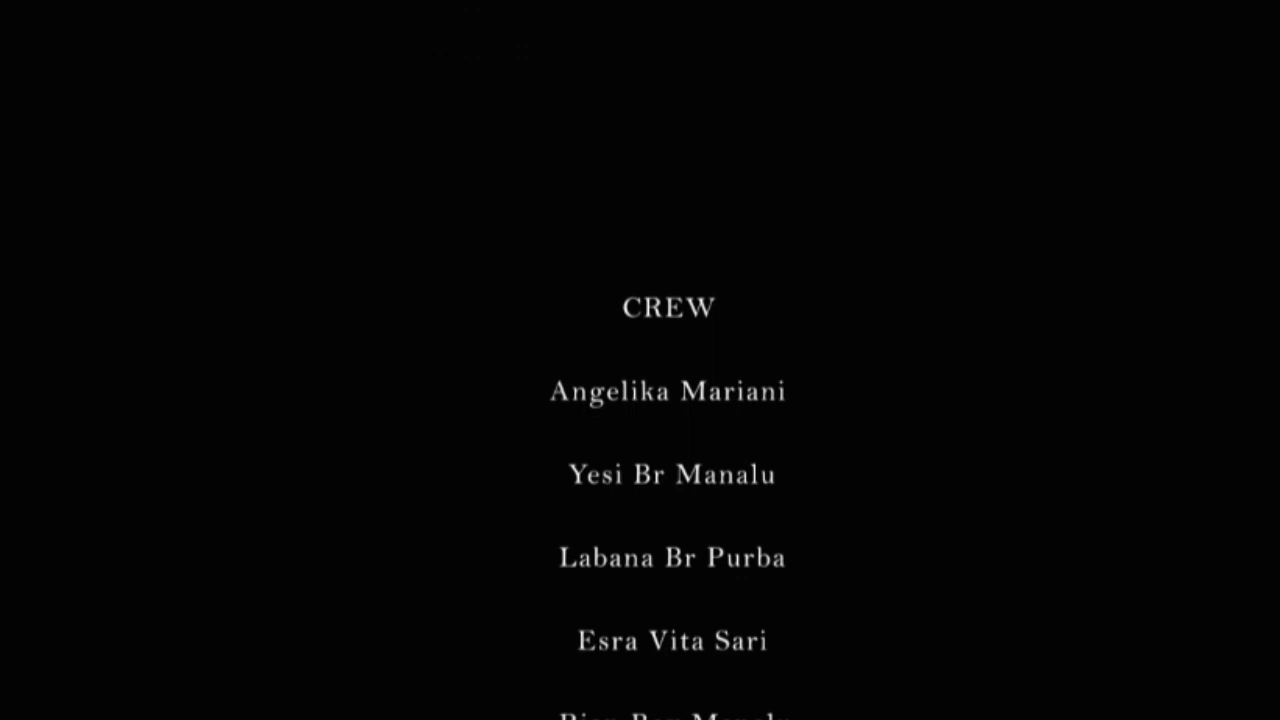 CREW
Angelika Mariani
Yesi Br Manalu
Labana Br Purba
Esra Vita Sari